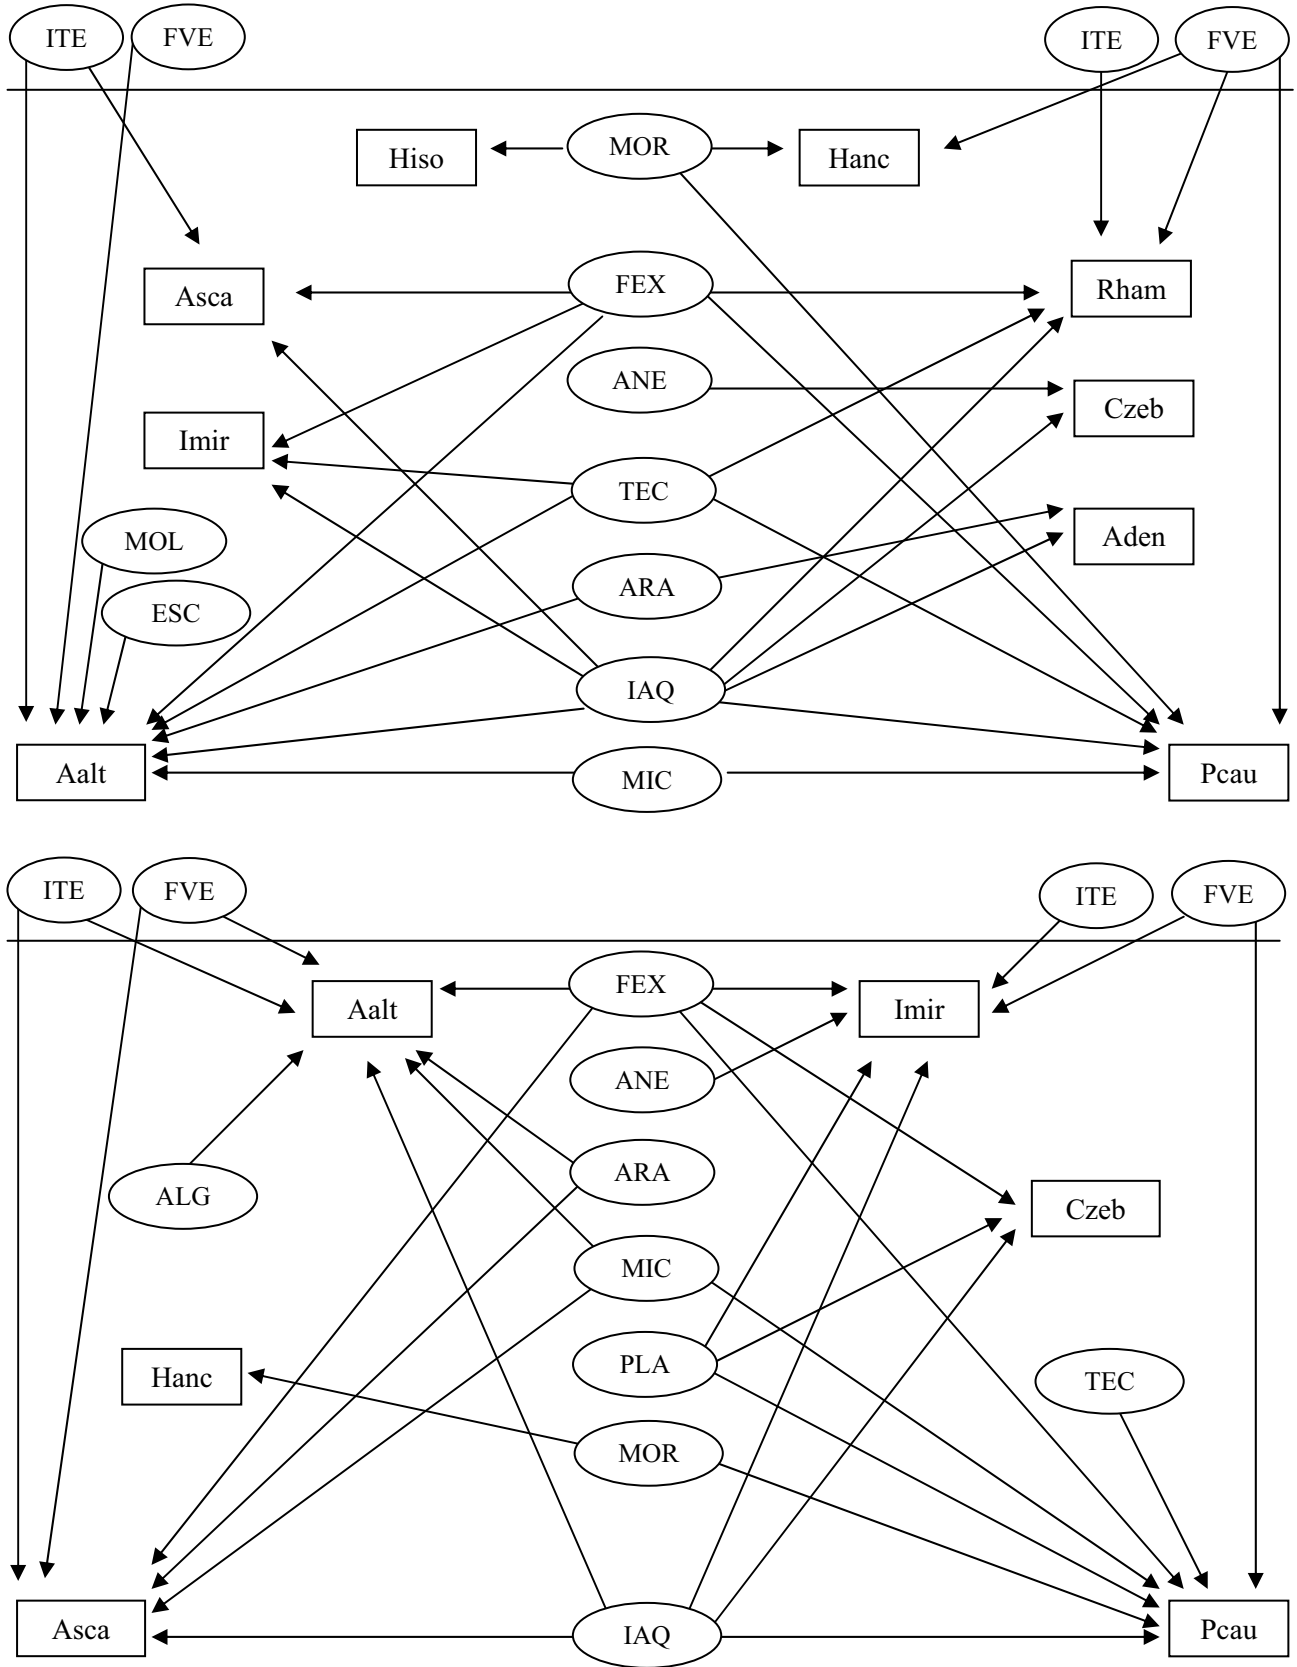 ITE FVE ITE FVE
Hiso MOR Hanc
Asca FEX Rham
ANE
Imir Czeb
TEC
MOL Aden
ESC ARA
IAQ
Aalt MIC Pcau
ITE FVE ITE FVE
Aalt FEX Imir
ANE
ALG ARA Czeb
MIC
Hanc PLA TEC
MOR
Asca IAQ Pcau